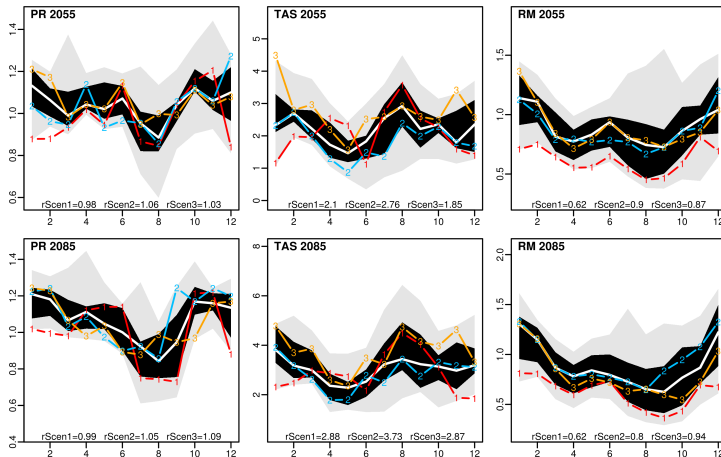 PR 2055
TAS 2055
RM 2055
0.6 0.8 1.0 1.2 1.4
0 1 2 3 4 5
0.5 1.0 1.5
rScen1=0.98 rScen2=1.06 rScen3=1.03
rScen1=2.1 rScen2=2.76 rScen3=1.85
rScen1=0.62 rScen2=0.9 rScen3=0.87
2 4 6 8 10 12
2 4 6 8 10 12
2 4 6 8 10 12
PR 2085
TAS 2085
RM 2085
0.4 0.6 0.8 1.0 1.2 1.4
2 4 6 8
0.5 1.0 1.5 2.0
rScen1=0.99 rScen2=1.05 rScen3=1.09
rScen1=2.88 rScen2=3.73 rScen3=2.87
rScen1=0.62 rScen2=0.8 rScen3=0.94
2 4 6 8 10 12
2 4 6 8 10 12
2 4 6 8 10 12